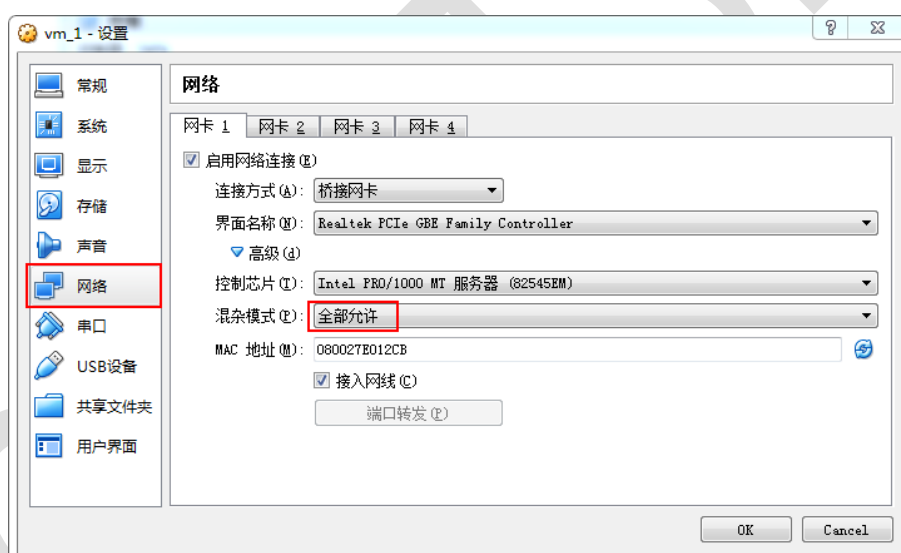 vm_1 - 设置
常规
系统
显示
存储
声音
网络
串口
USB设备
共享文件夹
用户界面
网络
网卡 1 网卡 2 网卡 3 网卡 4
启用网络连接(E)
连接方式(A): 桥接网卡
界面名称(N): Realtek PCIe GBE Family Controller
高级(d)
控制芯片(T): Intel PRO/1000 MT 服务器 (82545EM)
混杂模式(P): 全部允许
MAC 地址(M): 080027E012CB
接入网线(C)
端口转发(P)
OK Cancel